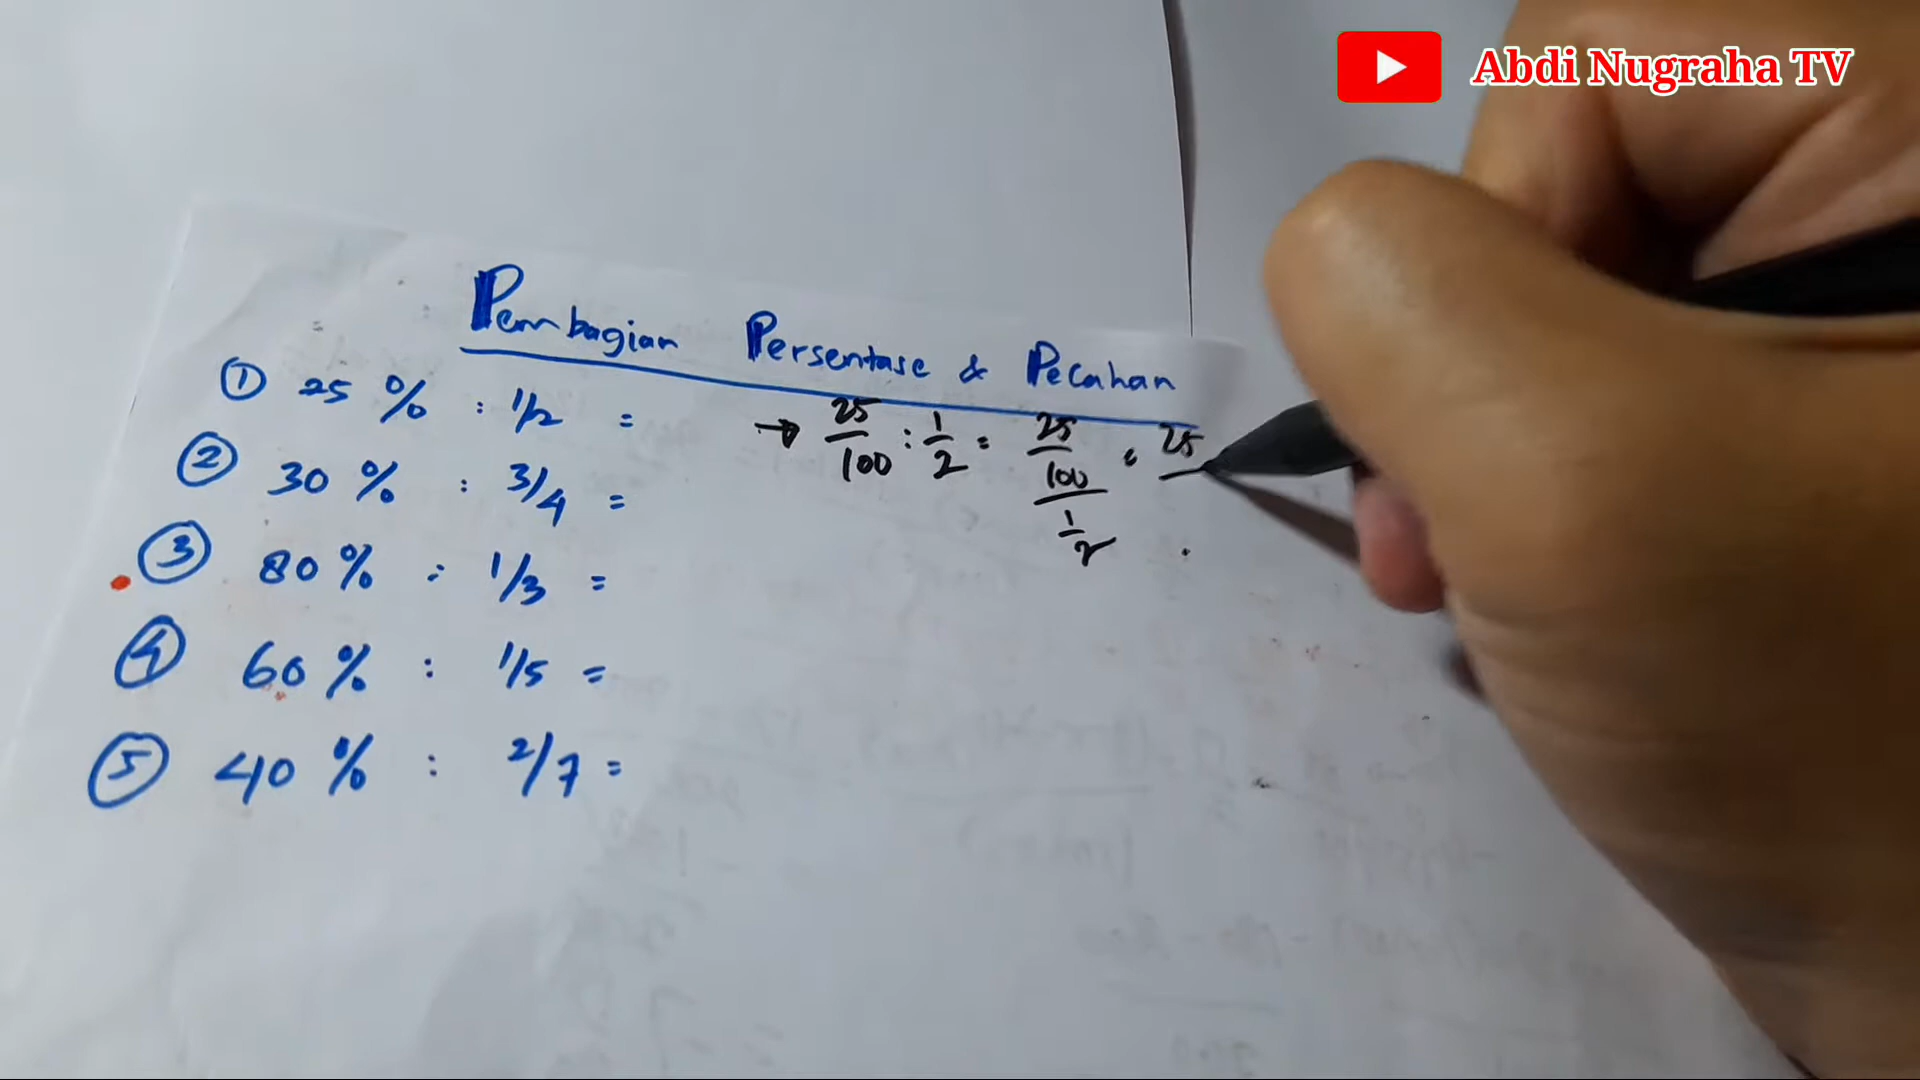 Abdi Nugraha TV
Pembagian Persentase & Pecahan
① 25 % : 1/2 = → 25/100 : 1/2 = 25/100 / 1/2 = 25
② 30 % : 3/4 =
③ 80 % : 1/3 =
④ 60 % : 1/5 =
⑤ 40 % : 2/7 =